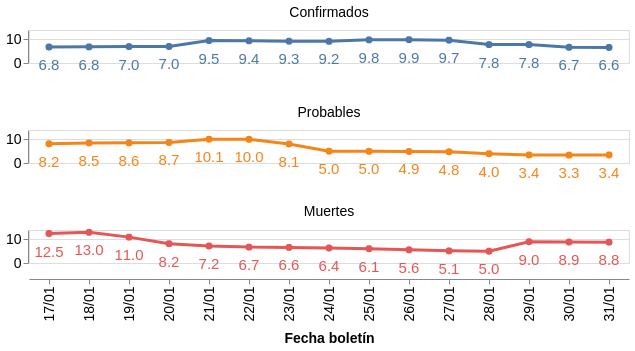 Confirmados
10
0
6.8 6.8 7.0 7.0 9.5 9.4 9.3 9.2 9.8 9.9 9.7 7.8 7.8 6.7 6.6
Probables
10
0
8.2 8.5 8.6 8.7 10.1 10.0 8.1 5.0 5.0 4.9 4.8 4.0 3.4 3.3 3.4
Muertes
10
0
12.5 13.0 11.0 8.2 7.2 6.7 6.6 6.4 6.1 5.6 5.1 5.0 9.0 8.9 8.8
17/01 18/01 19/01 20/01 21/01 22/01 23/01 24/01 25/01 26/01 27/01 28/01 29/01 30/01 31/01
Fecha boletín